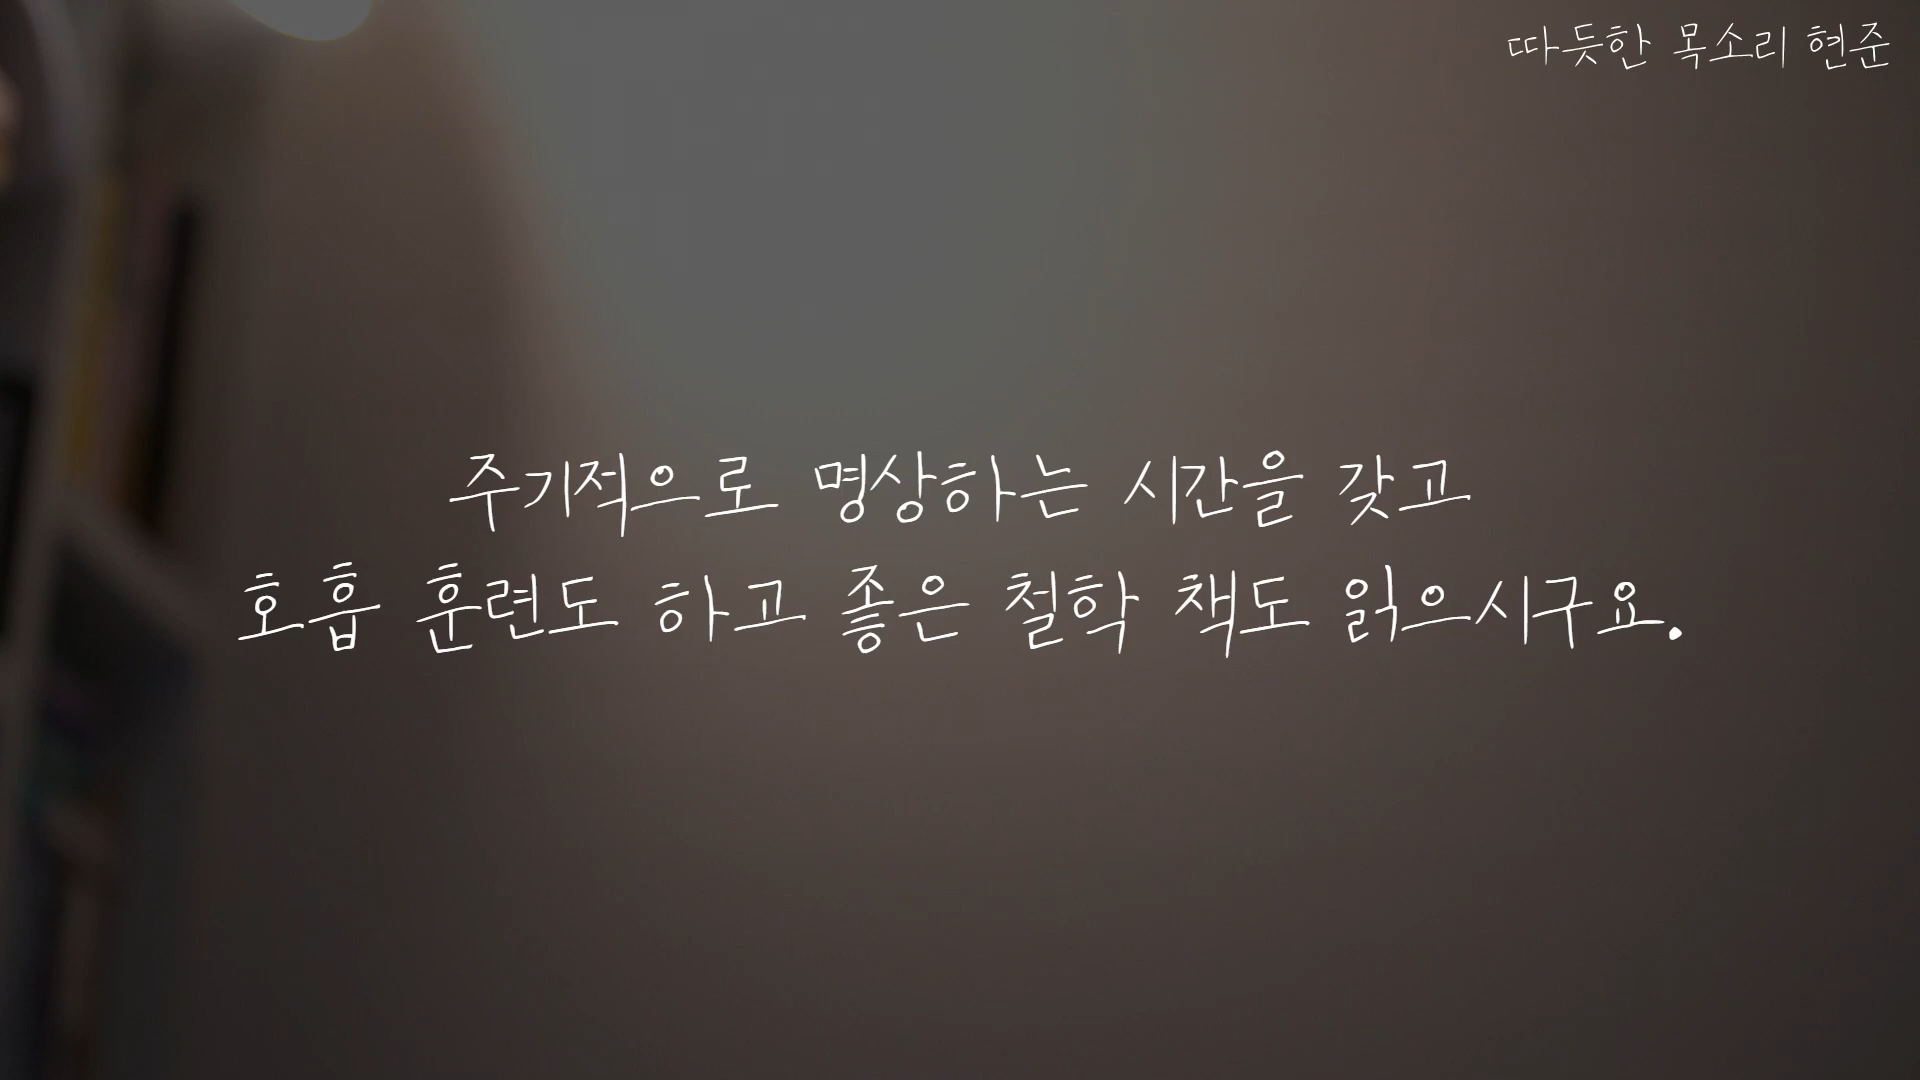 따듯한 목소리 현준
주기적으로 명상하는 시간을 갖고
호흡 훈련도 하고 좋은 철학 책도 읽으시구요.